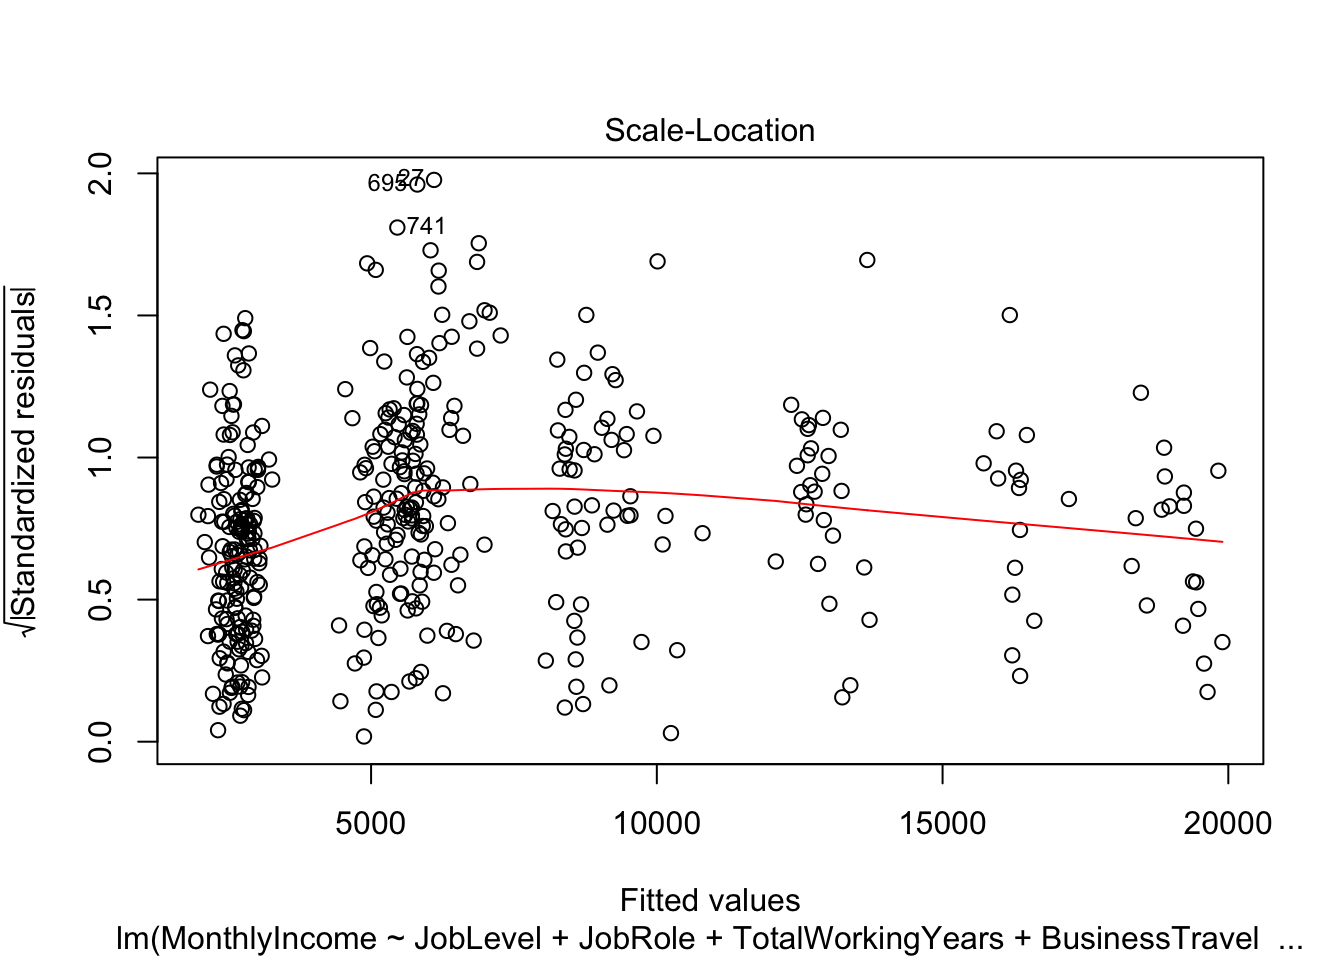 Scale-Location
√|Standardized residuals|
2.0
1.5
1.0
0.5
0.0
695
27
741
5000 10000 15000 20000
Fitted values
lm(MonthlyIncome ~ JobLevel + JobRole + TotalWorkingYears + BusinessTravel ...